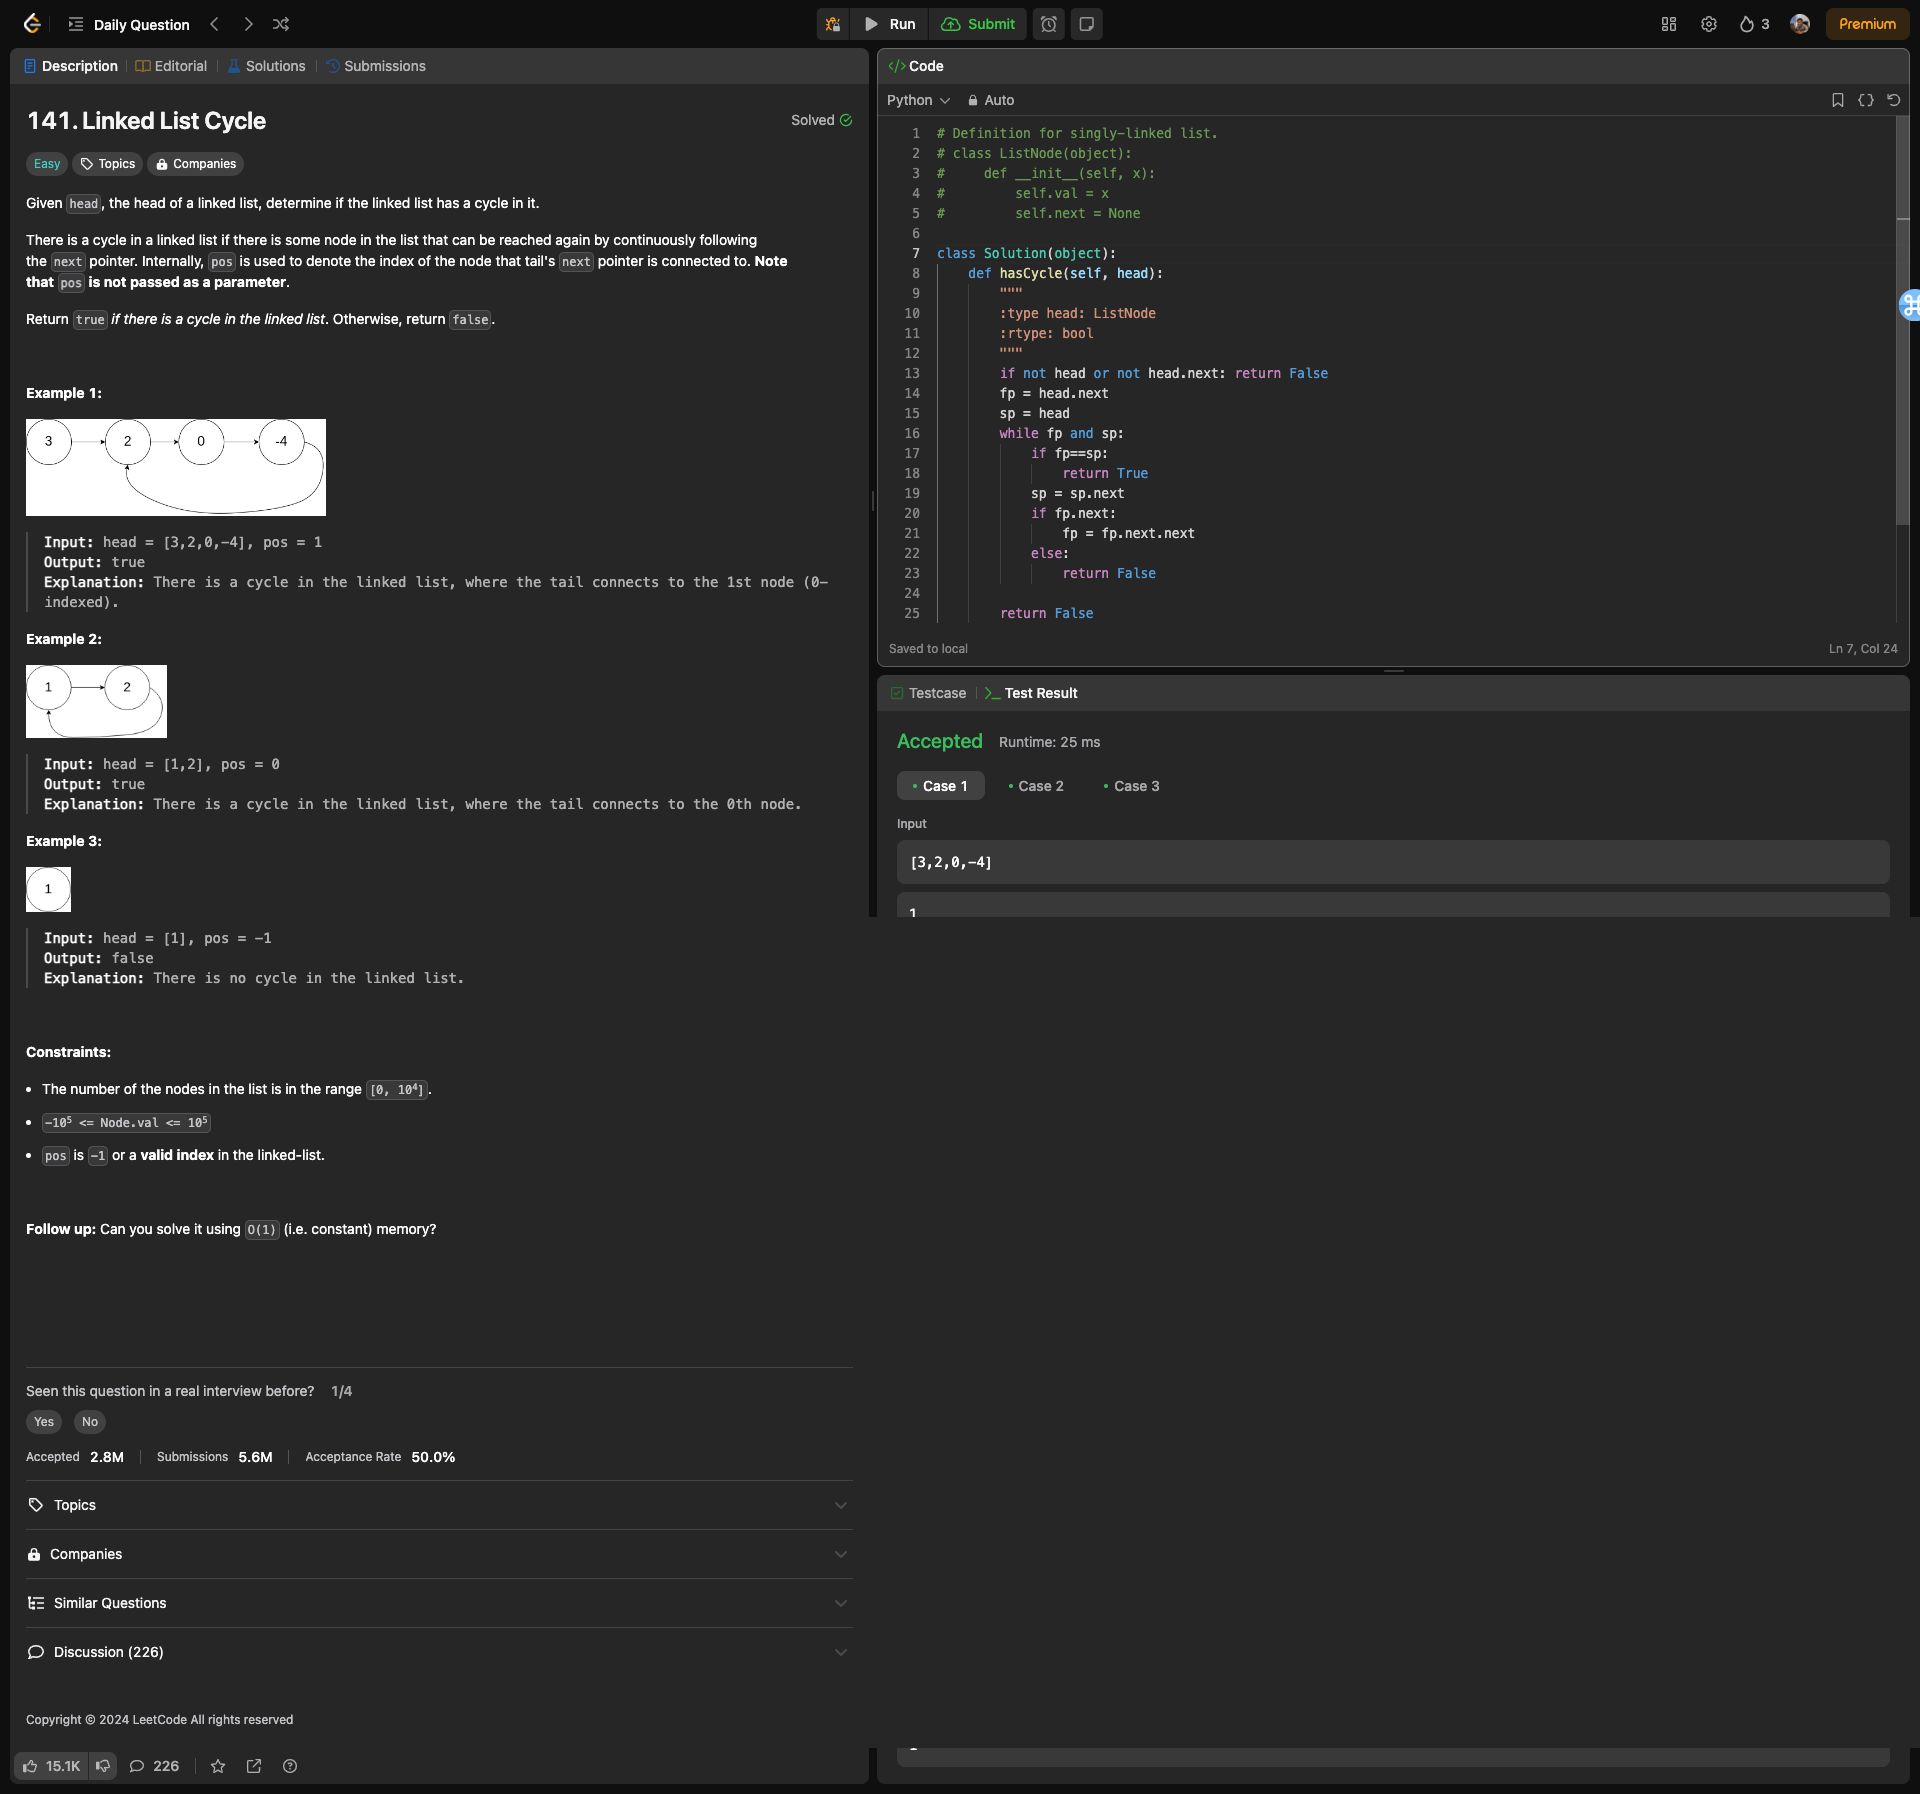 Daily Question
Run
Submit
3
Premium
Description
Editorial
Solutions
Submissions
141. Linked List Cycle
Solved
Easy
Topics
Companies
Given head, the head of a linked list, determine if the linked list has a cycle in it.
There is a cycle in a linked list if there is some node in the list that can be reached again by continuously following
the next pointer. Internally, pos is used to denote the index of the node that tail's next pointer is connected to. Note
that pos is not passed as a parameter.
Return true if there is a cycle in the linked list. Otherwise, return false.
Example 1:
3 2 0 -4
Input: head = [3,2,0,-4], pos = 1
Output: true
Explanation: There is a cycle in the linked list, where the tail connects to the 1st node (0-
indexed).
Example 2:
1 2
Input: head = [1,2], pos = 0
Output: true
Explanation: There is a cycle in the linked list, where the tail connects to the 0th node.
Example 3:
1
Input: head = [1], pos = -1
Output: false
Explanation: There is no cycle in the linked list.
Constraints:
• The number of the nodes in the list is in the range [0, 10⁴].
• -10⁵ <= Node.val <= 10⁵
• pos is -1 or a valid index in the linked-list.
Follow up: Can you solve it using O(1) (i.e. constant) memory?
Seen this question in a real interview before? 1/4
Yes No
Accepted 2.8M Submissions 5.6M Acceptance Rate 50.0%
Topics
Companies
Similar Questions
Discussion (226)
Copyright © 2024 LeetCode All rights reserved
15.1K 226
</> Code
Python
Auto
1 # Definition for singly-linked list.
2 # class ListNode(object):
3 #     def __init__(self, x):
4 #         self.val = x
5 #         self.next = None
6
7 class Solution(object):
8     def hasCycle(self, head):
9         """
10         :type head: ListNode
11         :rtype: bool
12         """
13         if not head or not head.next: return False
14         fp = head.next
15         sp = head
16         while fp and sp:
17             if fp==sp:
18                 return True
19             sp = sp.next
20             if fp.next:
21                 fp = fp.next.next
22             else:
23                 return False
24
25         return False
Saved to local
Ln 7, Col 24
Testcase
>_ Test Result
Accepted Runtime: 25 ms
• Case 1 • Case 2 • Case 3
Input
[3,2,0,-4]
1